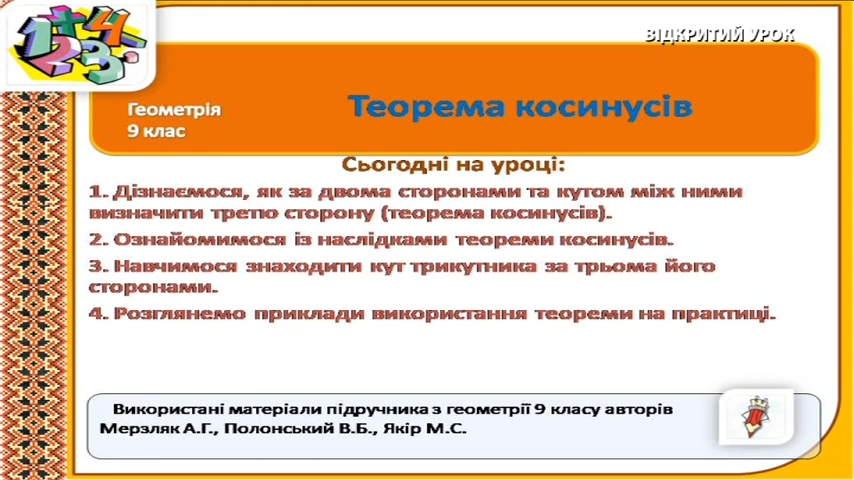 ВІДКРИТИЙ УРОК
Теорема косинусів
Геометрія
9 клас
Сьогодні на уроці:
1. Дізнаємося, як за двома сторонами та кутом між ними
визначити третю сторону (теорема косинусів).
2. Ознайомимося із наслідками теореми косинусів.
3. Навчимося знаходити кут трикутника за трьома його
сторонами.
4. Розглянемо приклади використання теореми на практиці.
Використані матеріали підручника з геометрії 9 класу авторів
Мерзляк А.Г., Полонський В.Б., Якір М.С.